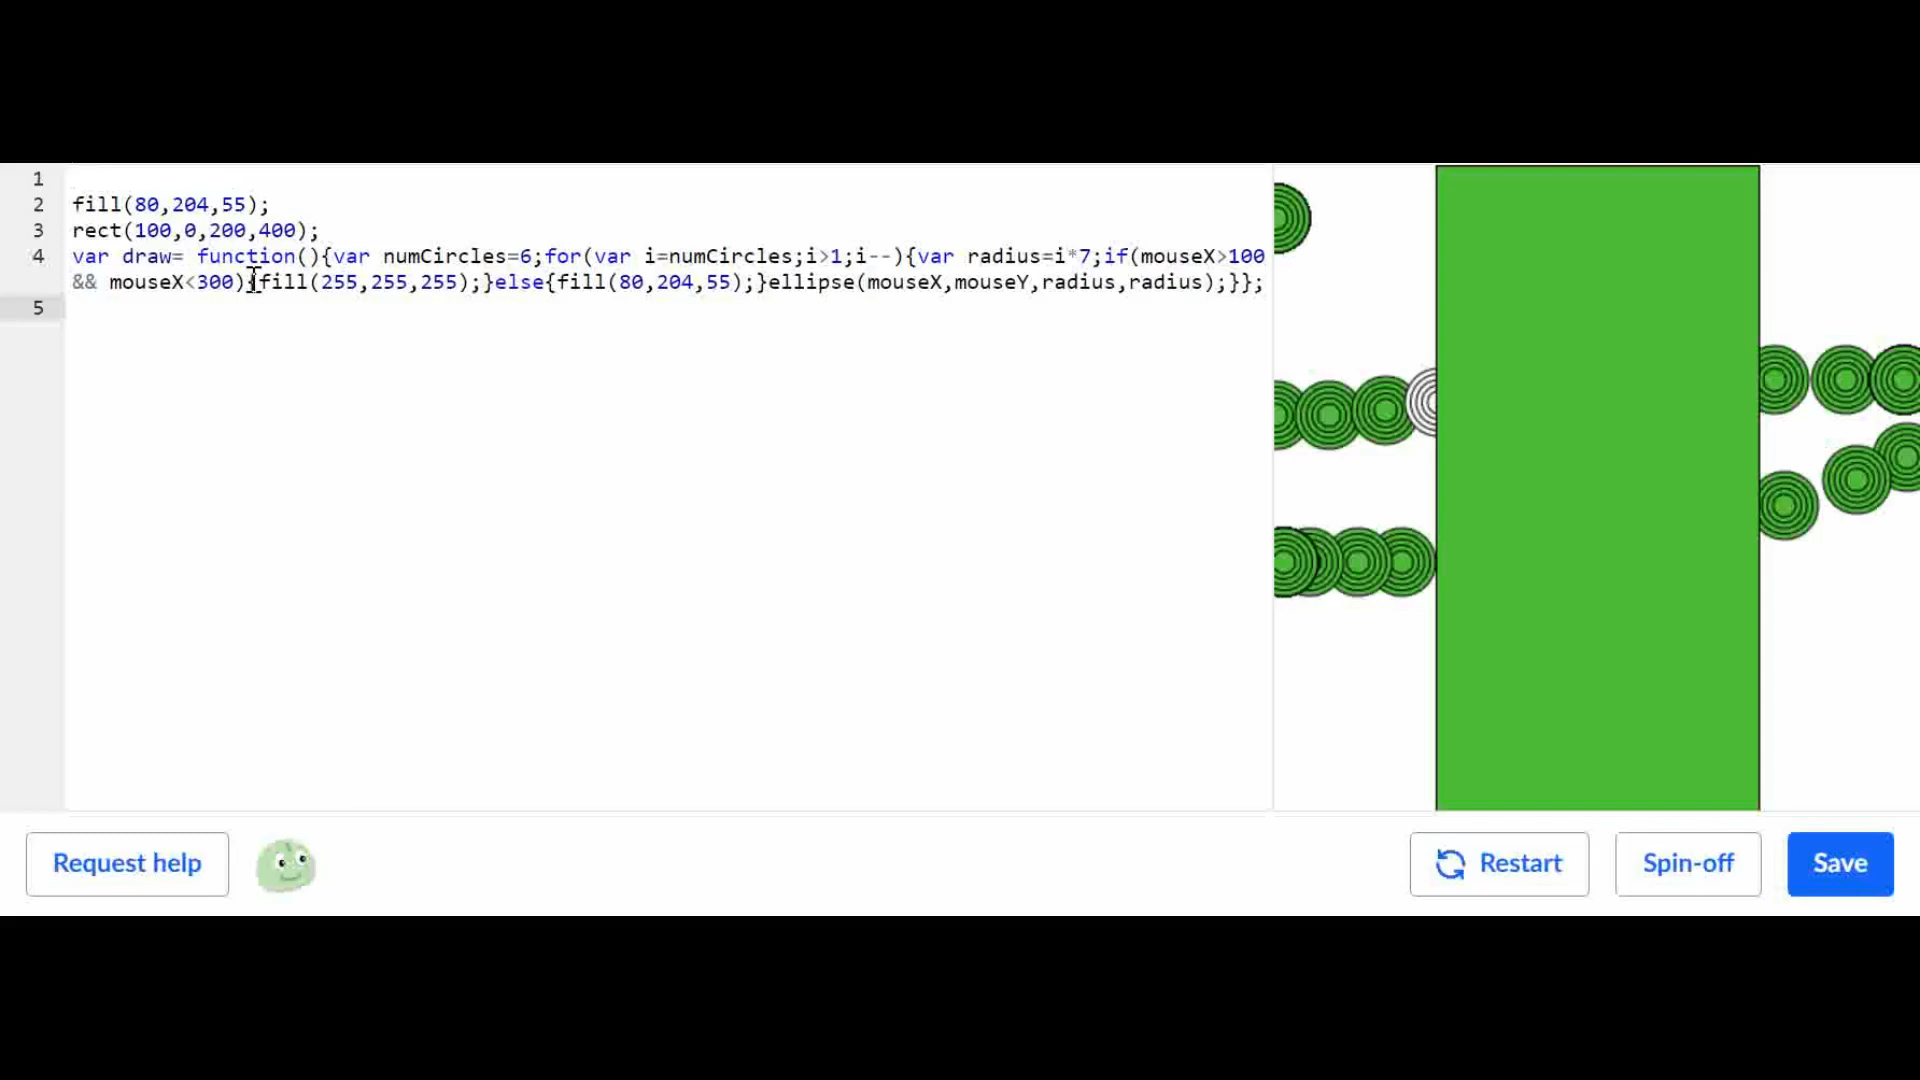 1
2 fill(80,204,55);
3 rect(100,0,200,400);
4 var draw= function(){var numCircles=6;for(var i=numCircles;i>1;i--){var radius=i*7;if(mouseX>100
&& mouseX<300){fill(255,255,255);}else{fill(80,204,55);}ellipse(mouseX,mouseY,radius,radius);}};
5
Request help
Restart
Spin-off
Save